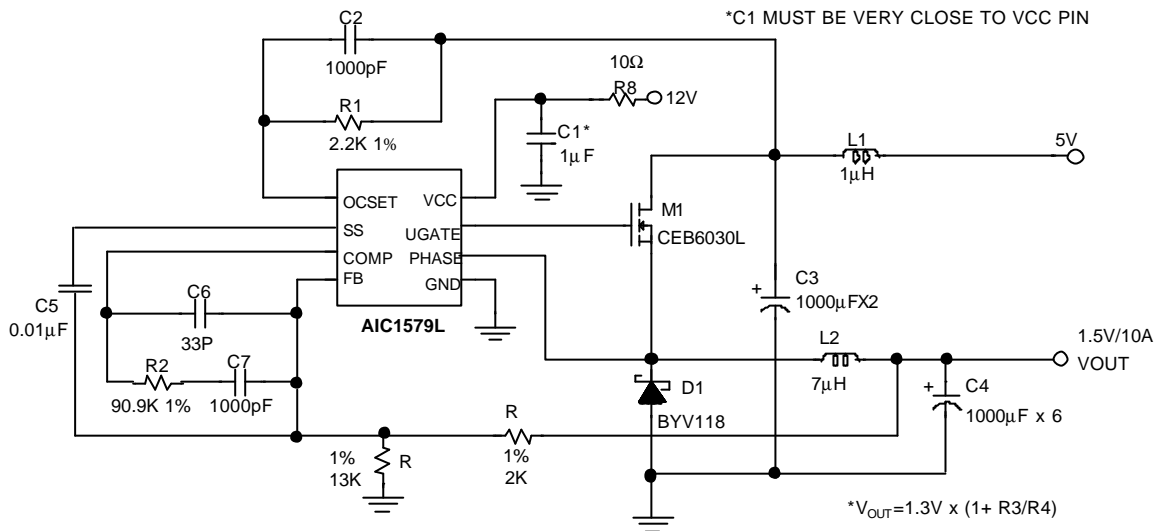 C2
*C1 MUST BE VERY CLOSE TO VCC PIN
1000pF
10Ω
R8
12V
R1
2.2K 1%
C1*
1μF
L1
5V
1μH
OCSET
VCC
M1
SS
UGATE
CEB6030L
COMP
PHASE
FB
GND
AIC1579L
C3
1000μFX2
C5
0.01μF
C6
33P
R2
C7
90.9K 1%
1000pF
L2
7μH
1.5V/10A
VOUT
D1
BYV118
C4
1000μF x 6
R
1%
2K
1%
R
13K
*VOUT=1.3V x (1+ R3/R4)